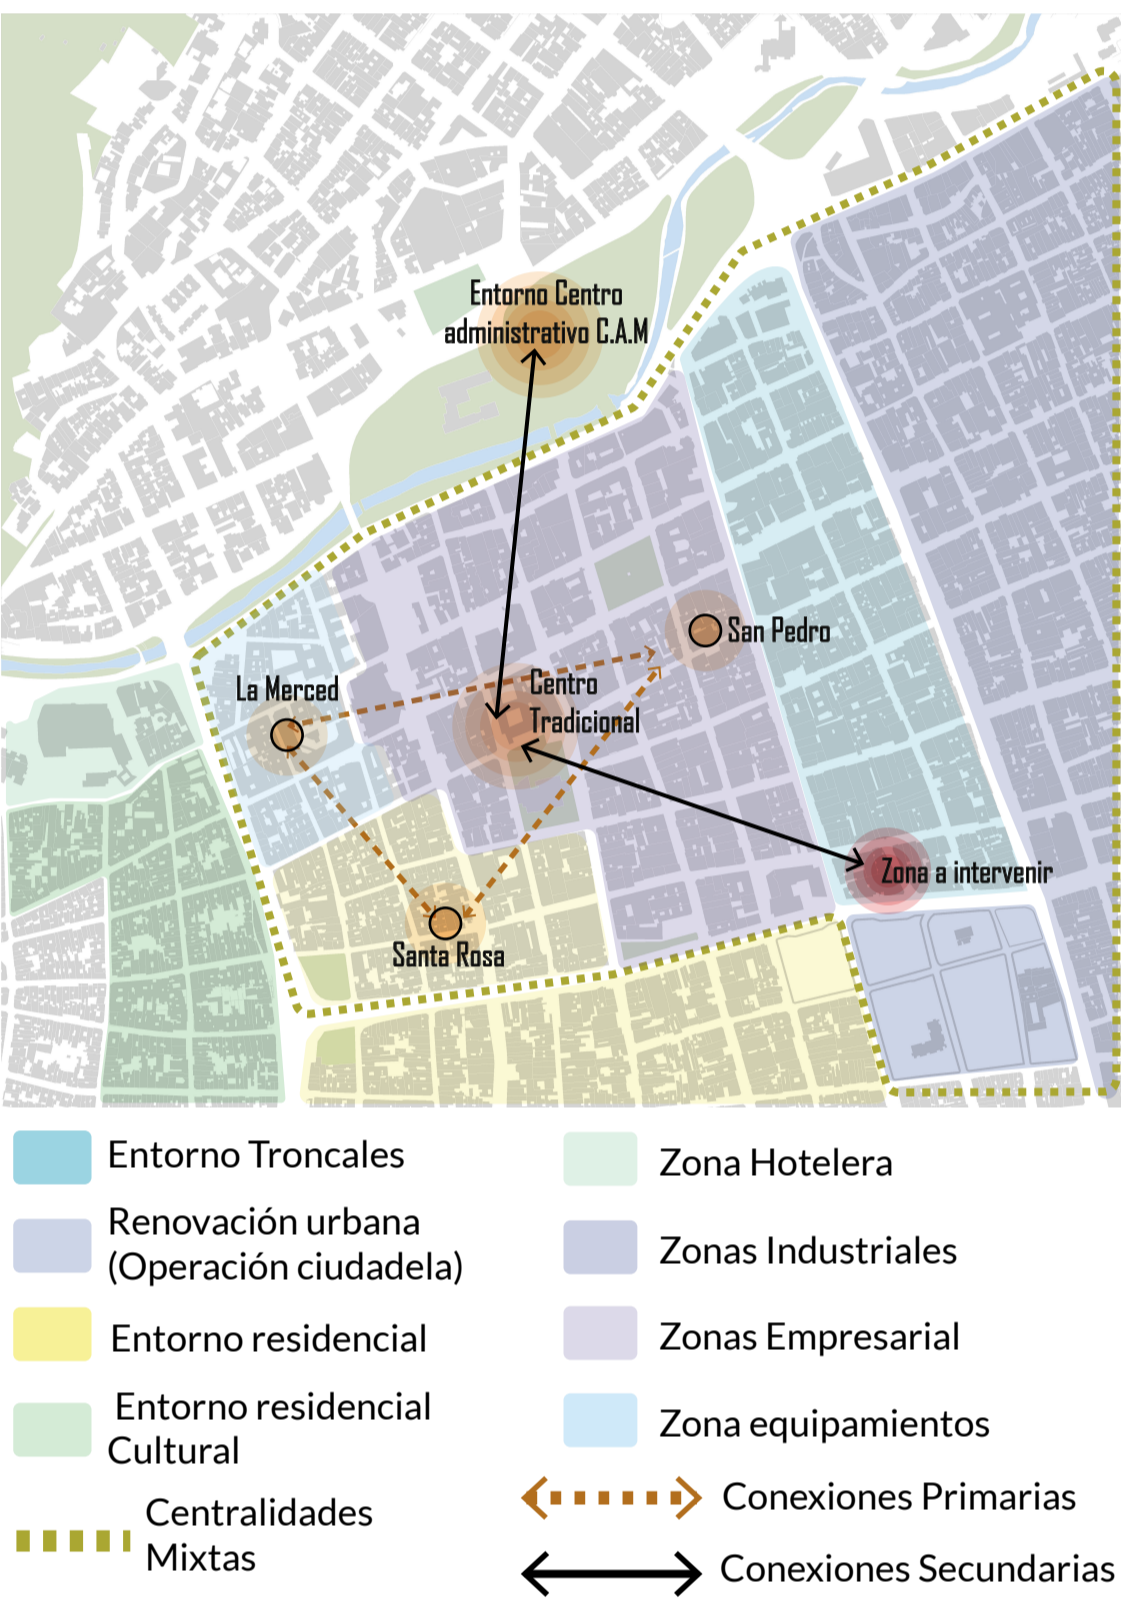 Entorno Centro
administrativo C.A.M
San Pedro
La Merced
Centro
Tradicional
Zona a intervenir
Santa Rosa
Entorno Troncales
Renovación urbana
(Operación ciudadela)
Entorno residencial
Entorno residencial
Cultural
Centralidades
Mixtas
Zona Hotelera
Zonas Industriales
Zonas Empresarial
Zona equipamientos
Conexiones Primarias
Conexiones Secundarias